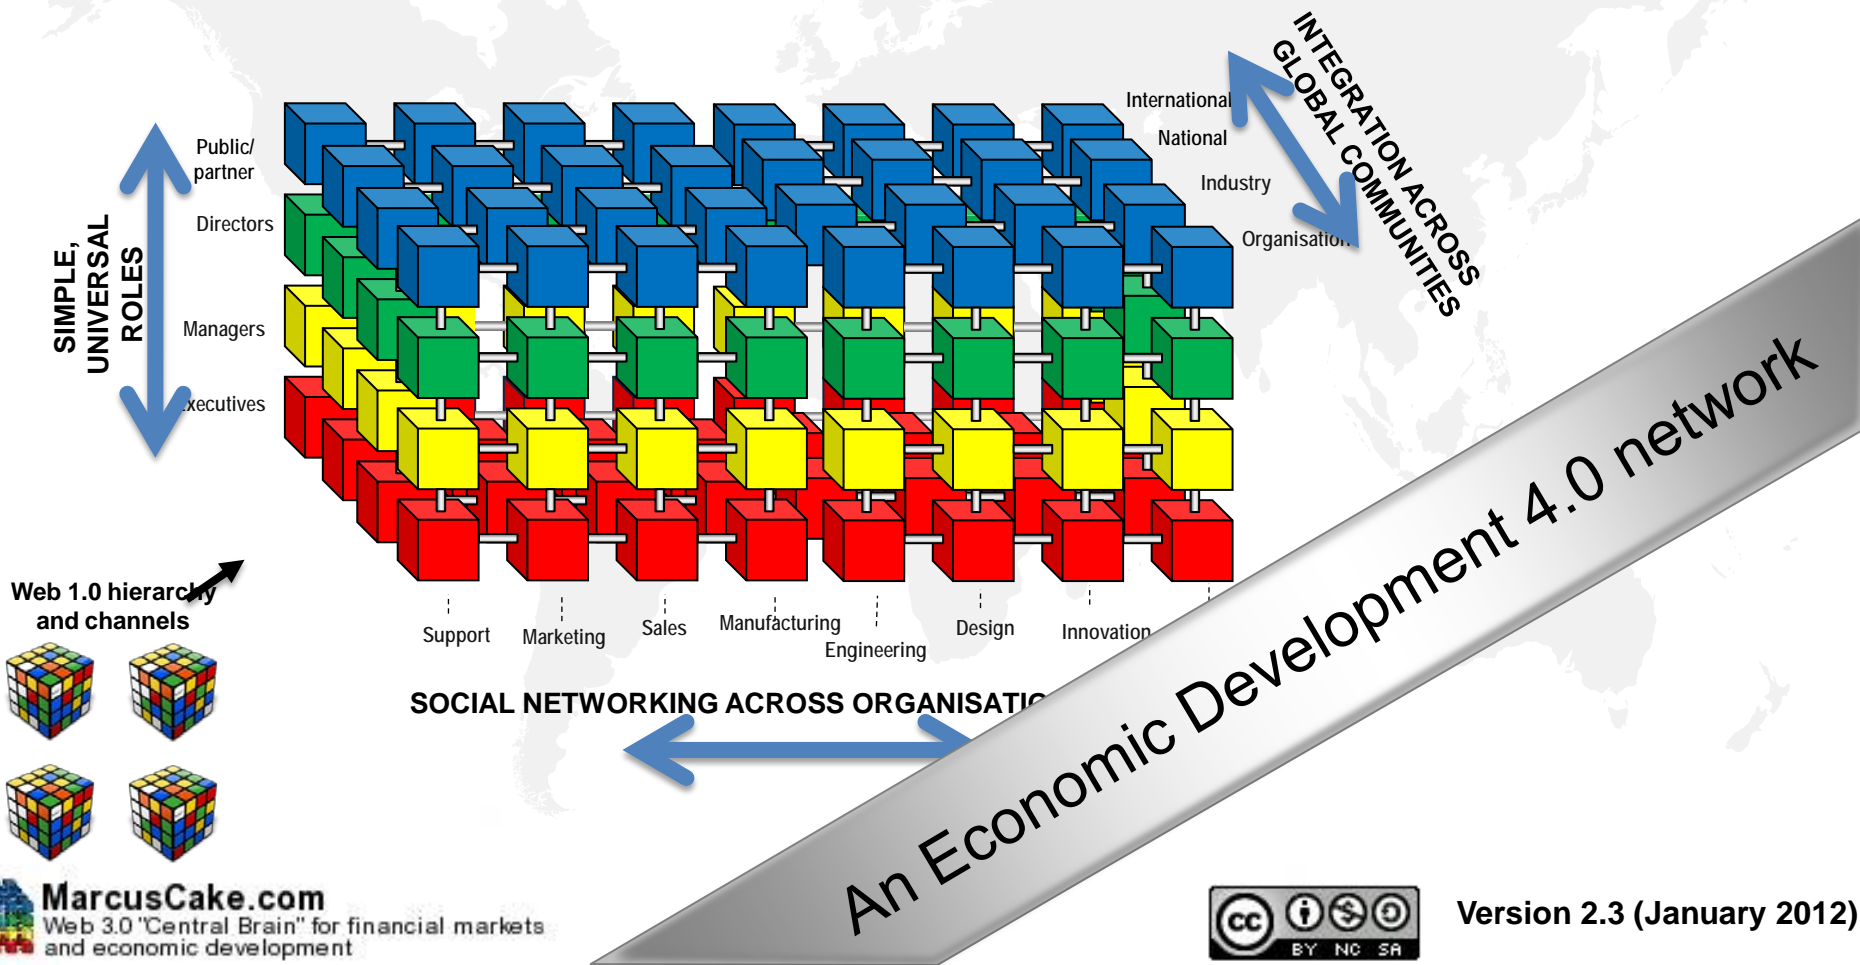 INTEGRATION ACROSS
GLOBAL COMMUNITIES
International
National
Industry
Organisation
Public/
partner
Directors
Managers
xecutives
SIMPLE,
UNIVERSAL
ROLES
Web 1.0 hierarchy
and channels
Support
Marketing
Sales
Manufacturing
Engineering
Design
Innovation
SOCIAL NETWORKING ACROSS ORGANISATIO
An Economic Development 4.0 network
MarcusCake.com
Web 3.0 "Central Brain" for financial markets
and economic development
cc
BY NC SA
Version 2.3 (January 2012)